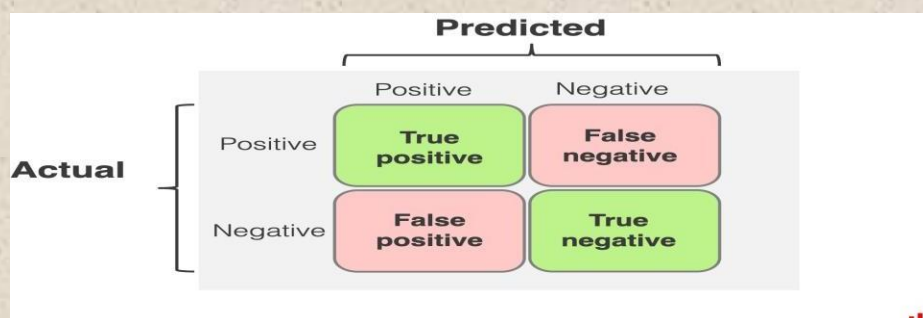 Predicted
Positive Negative
Actual
Positive
True positive
False negative
Negative
False positive
True negative